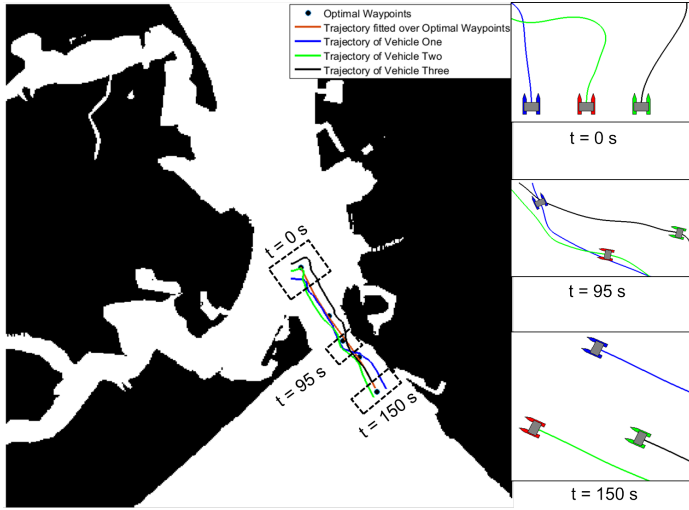 Optimal Waypoints
Trajectory fitted over Optimal Waypoints
Trajectory of Vehicle One
Trajectory of Vehicle Two
Trajectory of Vehicle Three
t = 0 s
t = 0 s
t = 95 s
t = 95 s
t = 150 s
t = 150 s